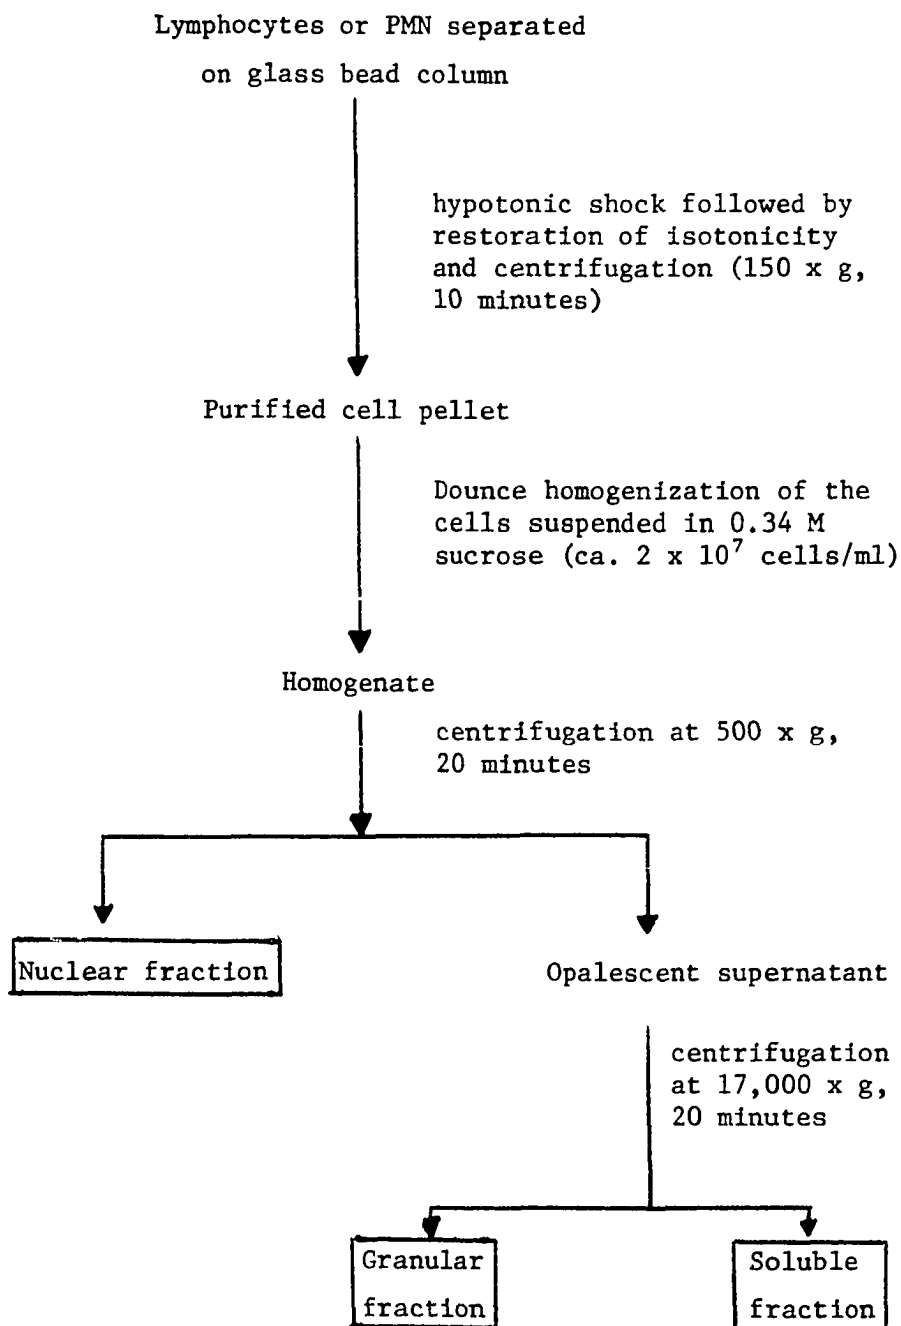 Lymphocytes or PMN separated
on glass bead column
hypotonic shock followed by
restoration of isotonicity
and centrifugation (150 x g,
10 minutes)
Purified cell pellet
Dounce homogenization of the
cells suspended in 0.34 M
sucrose (ca. 2 x 10⁷ cells/ml)
Homogenate
centrifugation at 500 x g,
20 minutes
Nuclear fraction
Opalescent supernatant
centrifugation
at 17,000 x g,
20 minutes
Granular
fraction
Soluble
fraction